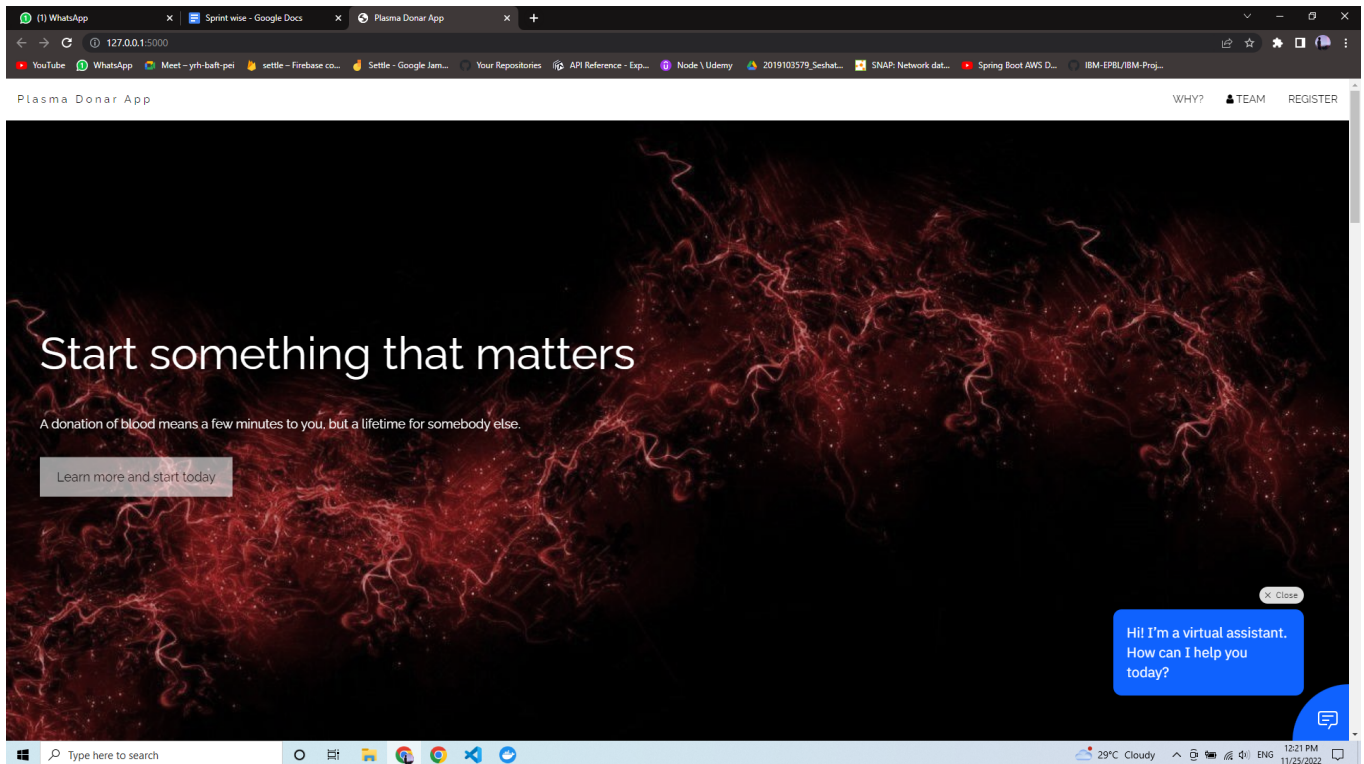 (1) WhatsApp
Sprint wise - Google Docs
Plasma Donar App
127.0.0.1:5000
YouTube
WhatsApp
Meet – yrh-baft-pei
settle – Firebase co...
Settle - Google Jam...
Your Repositories
API Reference - Exp...
Node \ Udemy
2019103579_Seshat...
SNAP: Network dat...
Spring Boot AWS D...
IBM-EPBL/IBM-Proj...
Plasma Donar App
WHY?
TEAM
REGISTER
Start something that matters
A donation of blood means a few minutes to you, but a lifetime for somebody else.
Learn more and start today
Close
Hi! I'm a virtual assistant.
How can I help you
today?
Type here to search
29°C Cloudy
ENG
12:21 PM
11/25/2022